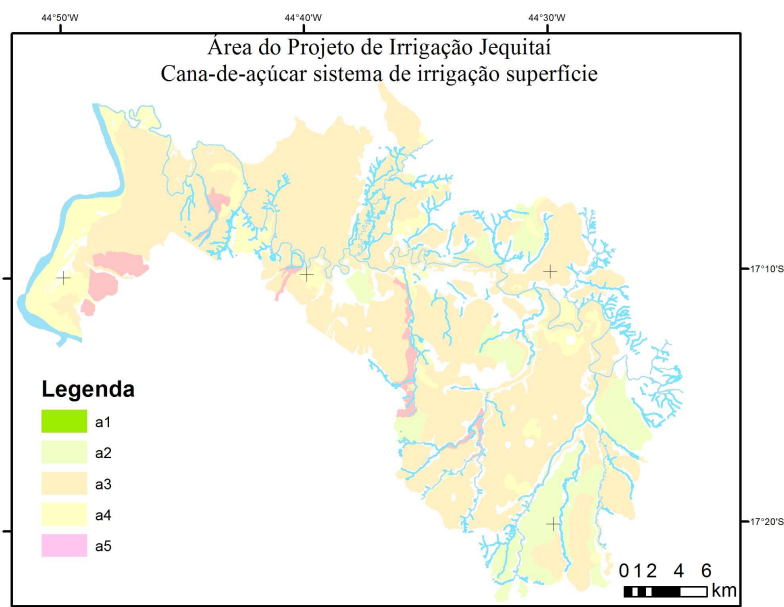 44°50'W 44°40'W 44°30'W
Área do Projeto de Irrigação Jequitaí
Cana-de-açúcar sistema de irrigação superfície
17°10'S
Legenda
a1
a2
a3
a4
a5
17°20'S
0 1 2 4 6
km